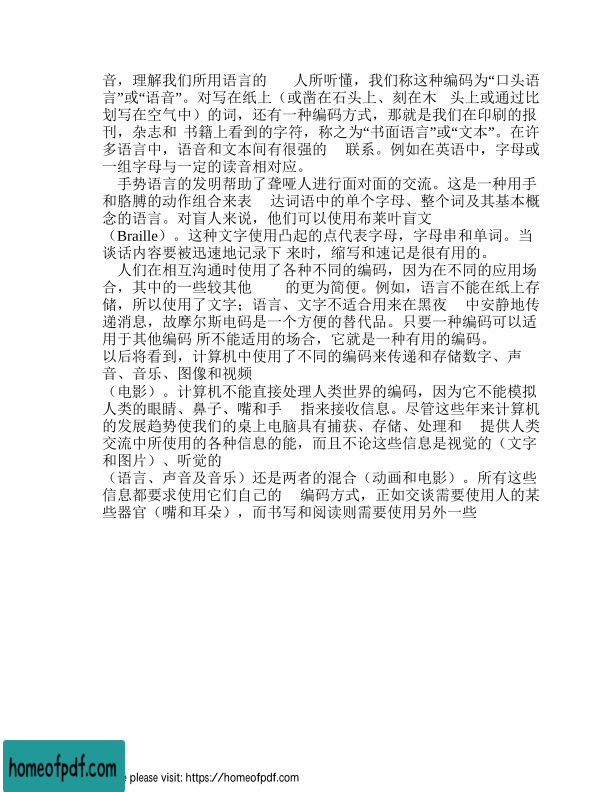 音，理解我们所用语言的 人所听懂，我们称这种编码为“口头语
言”或“语音”。对写在纸上（或凿在石头上、刻在木 头上或通过比
划写在空气中）的词，还有一种编码方式，那就是我们在印刷的报
刊，杂志和 书籍上看到的字符，称之为“书面语言”或“文本”。在许
多语言中，语音和文本间有很强的 联系。例如在英语中，字母或
一组字母与一定的读音相对应。
手势语言的发明帮助了聋哑人进行面对面的交流。这是一种用手
和胳膊的动作组合来表 达词语中的单个字母、整个词及其基本概
念的语言。对盲人来说，他们可以使用布莱叶盲文
（Braille）。这种文字使用凸起的点代表字母，字母串和单词。当
谈话内容要被迅速地记录下 来时，缩写和速记是很有用的。
人们在相互沟通时使用了各种不同的编码，因为在不同的应用场
合，其中的一些较其他 的更为简便。例如，语言不能在纸上存
储，所以使用了文字；语言、文字不适合用来在黑夜 中安静地传
递消息，故摩尔斯电码是一个方便的替代品。只要一种编码可以适
用于其他编码 所不能适用的场合，它就是一种有用的编码。
以后将看到，计算机中使用了不同的编码来传递和存储数字、声
音、音乐、图像和视频
（电影）。计算机不能直接处理人类世界的编码，因为它不能模拟
人类的眼睛、鼻子、嘴和手 指来接收信息。尽管这些年来计算机
的发展趋势使我们的桌上电脑具有捕获、存储、处理和 提供人类
交流中所使用的各种信息的能，而且不论这些信息是视觉的（文字
和图片）、听觉的
（语言、声音及音乐）还是两者的混合（动画和电影）。所有这些
信息都要求使用它们自己的 编码方式，正如交谈需要使用人的某
些器官（嘴和耳朵），而书写和阅读则需要使用另外一些
homeofpdf.com
e please visit: https://homeofpdf.com